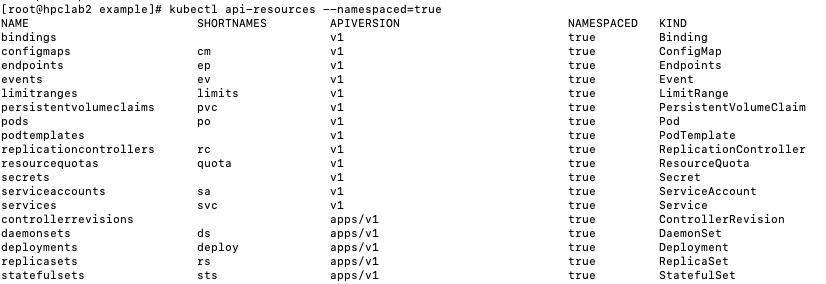 [root@hpclab2 example]# kubectl api-resources --namespaced=true
NAME SHORTNAMES APIVERSION NAMESPACED KIND
bindings v1 true Binding
configmaps cm v1 true ConfigMap
endpoints ep v1 true Endpoints
events ev v1 true Event
limitranges limits v1 true LimitRange
persistentvolumeclaims pvc v1 true PersistentVolumeClaim
pods po v1 true Pod
podtemplates v1 true PodTemplate
replicationcontrollers rc v1 true ReplicationController
resourcequotas quota v1 true ResourceQuota
secrets v1 true Secret
serviceaccounts sa v1 true ServiceAccount
services svc v1 true Service
controllerrevisions apps/v1 true ControllerRevision
daemonsets ds apps/v1 true DaemonSet
deployments deploy apps/v1 true Deployment
replicasets rs apps/v1 true ReplicaSet
statefulsets sts apps/v1 true StatefulSet